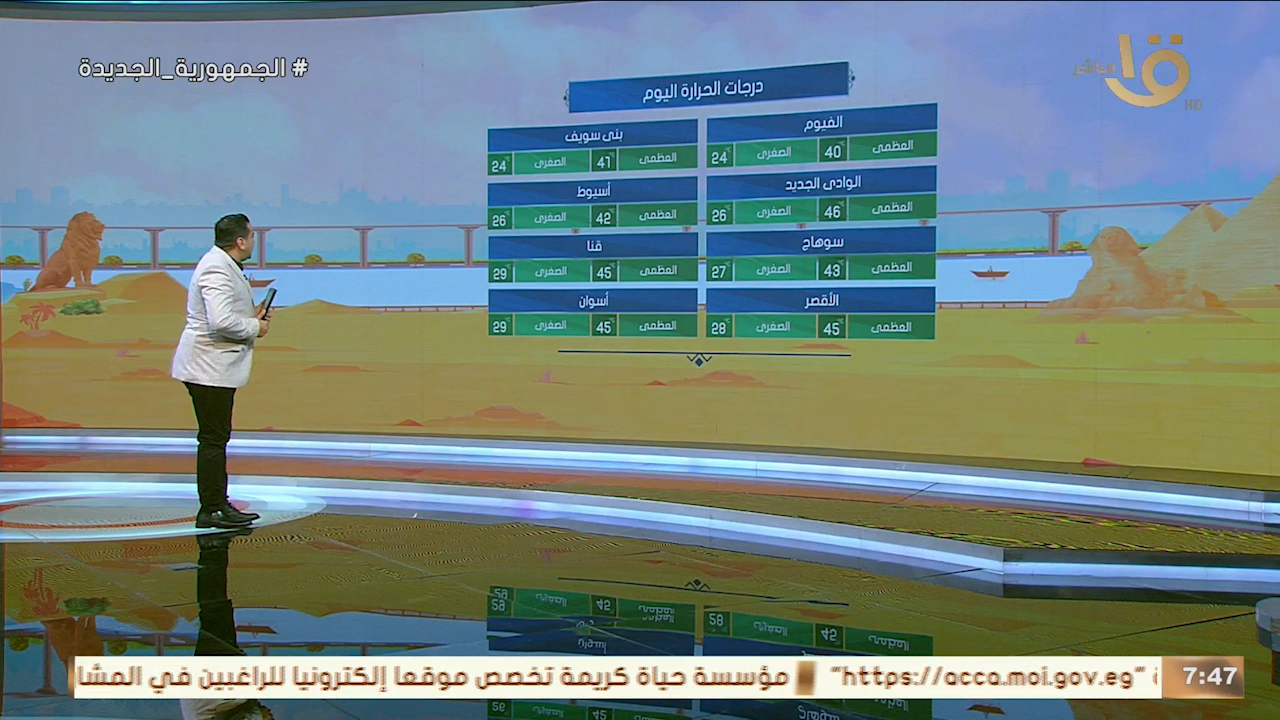 # الجمهورية_الجديدة
مباشر
HD
درجات الحرارة اليوم
الفيوم
العظمى 40 الصغرى 24
بنى سويف
العظمى 41 الصغرى 24
الوادى الجديد
العظمى 46 الصغرى 26
أسيوط
العظمى 42 الصغرى 26
سوهاج
العظمى 43 الصغرى 27
قنا
العظمى 45 الصغرى 29
الأقصر
العظمى 45 الصغرى 28
أسوان
العظمى 45 الصغرى 29
"https://acca.moi.gov.eg" مؤسسة حياة كريمة تخصص موقعا إلكترونيا للراغبين في المشا
7:47